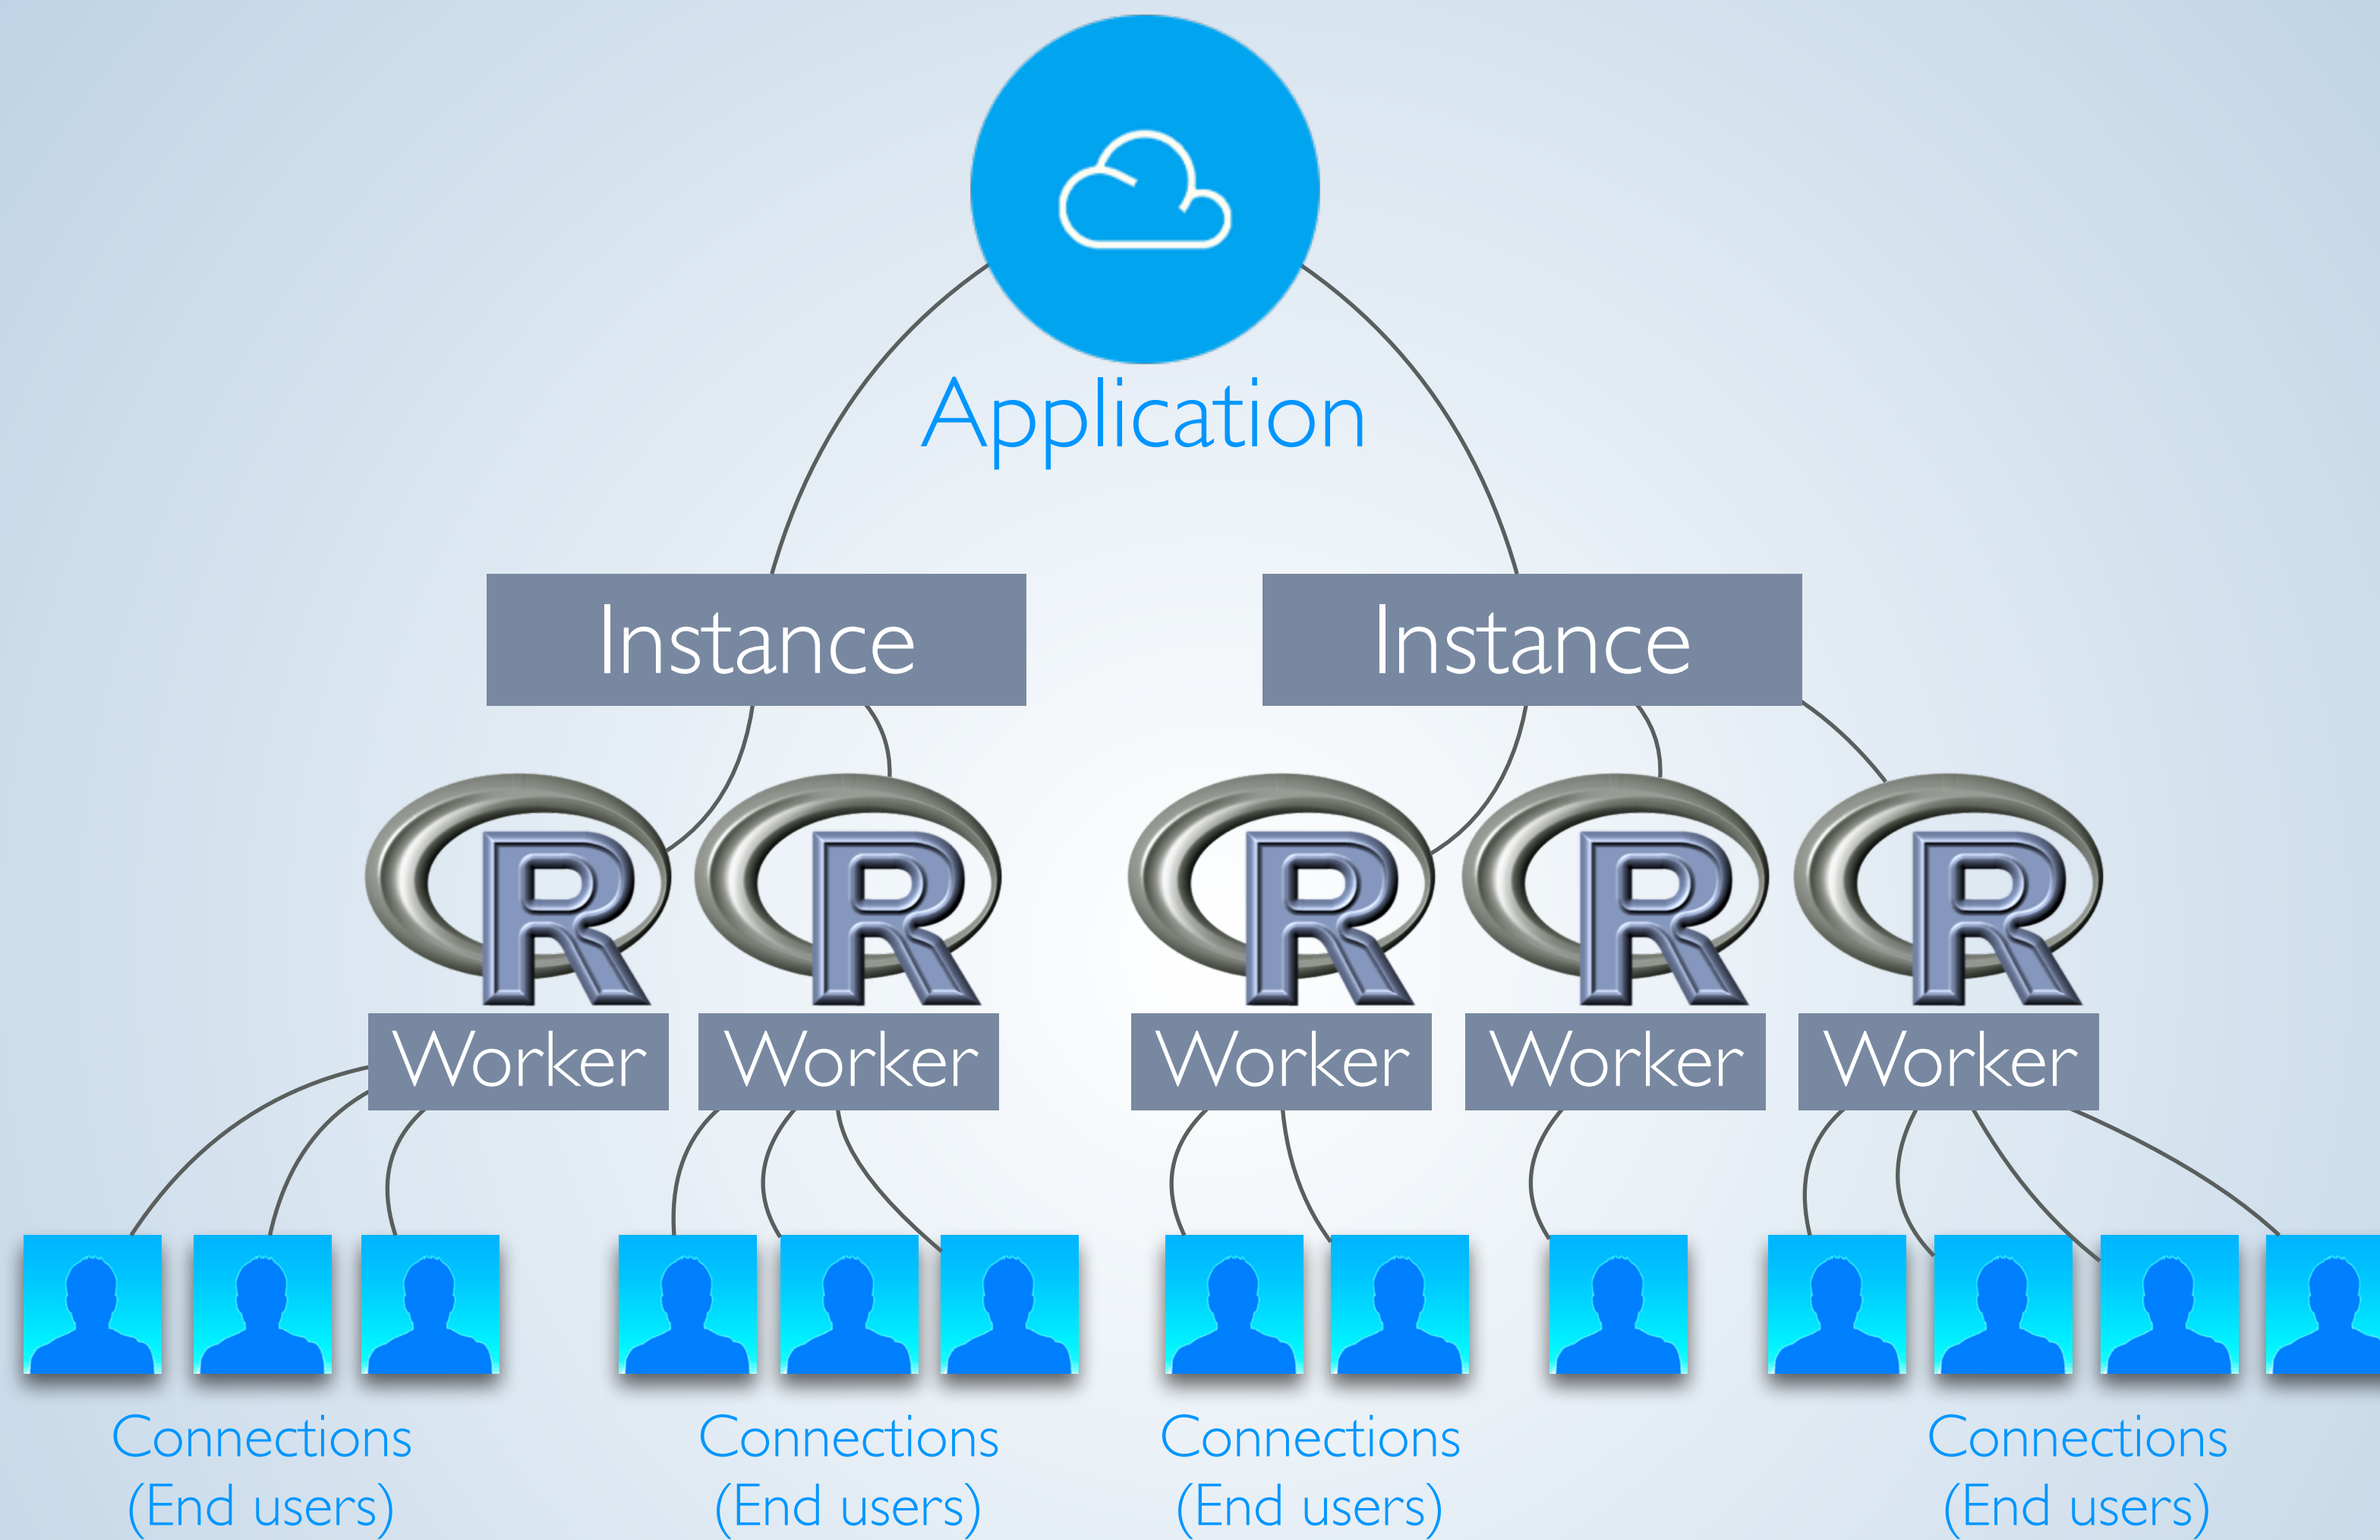 Application
Instance
Instance
R
R
R
R
R
Worker
Worker
Worker
Worker
Worker
Connections
(End users)
Connections
(End users)
Connections
(End users)
Connections
(End users)